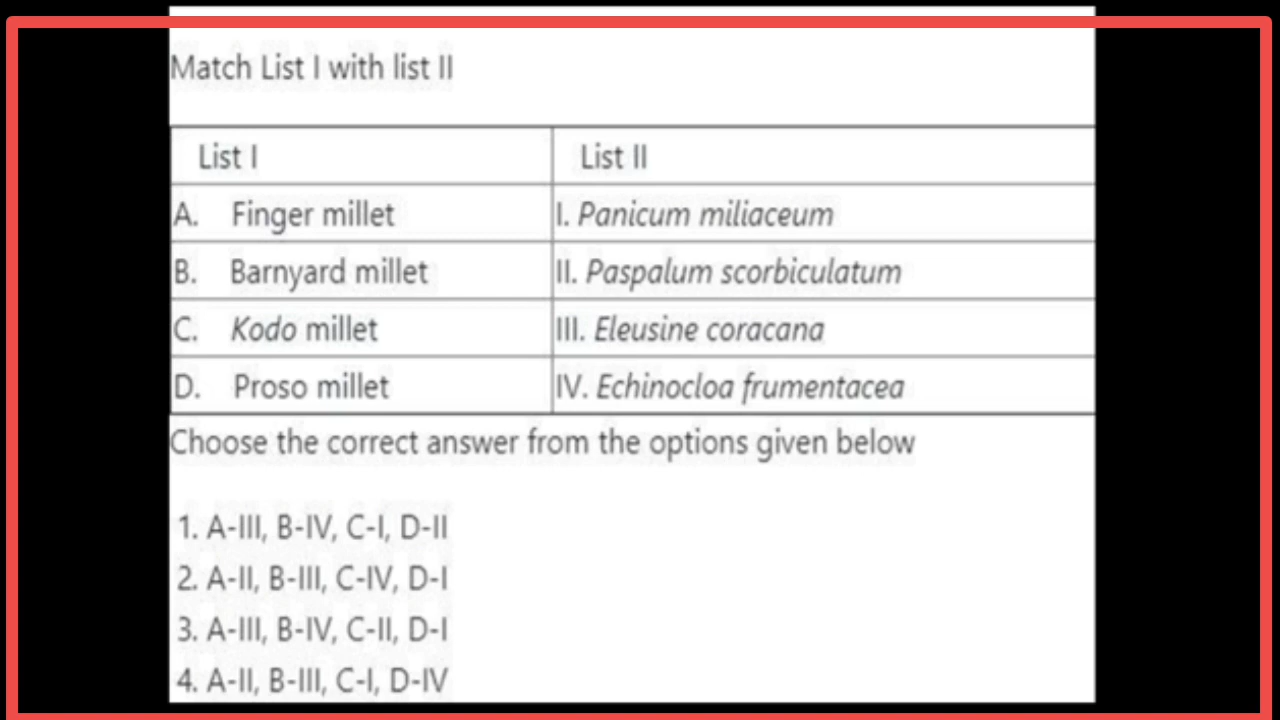 Match List I with list II
List I List II
A. Finger millet I. Panicum miliaceum
B. Barnyard millet II. Paspalum scorbiculatum
C. Kodo millet III. Eleusine coracana
D. Proso millet IV. Echinocloa frumentacea
Choose the correct answer from the options given below
1. A-III, B-IV, C-I, D-II
2. A-II, B-III, C-IV, D-I
3. A-III, B-IV, C-II, D-I
4. A-II, B-III, C-I, D-IV